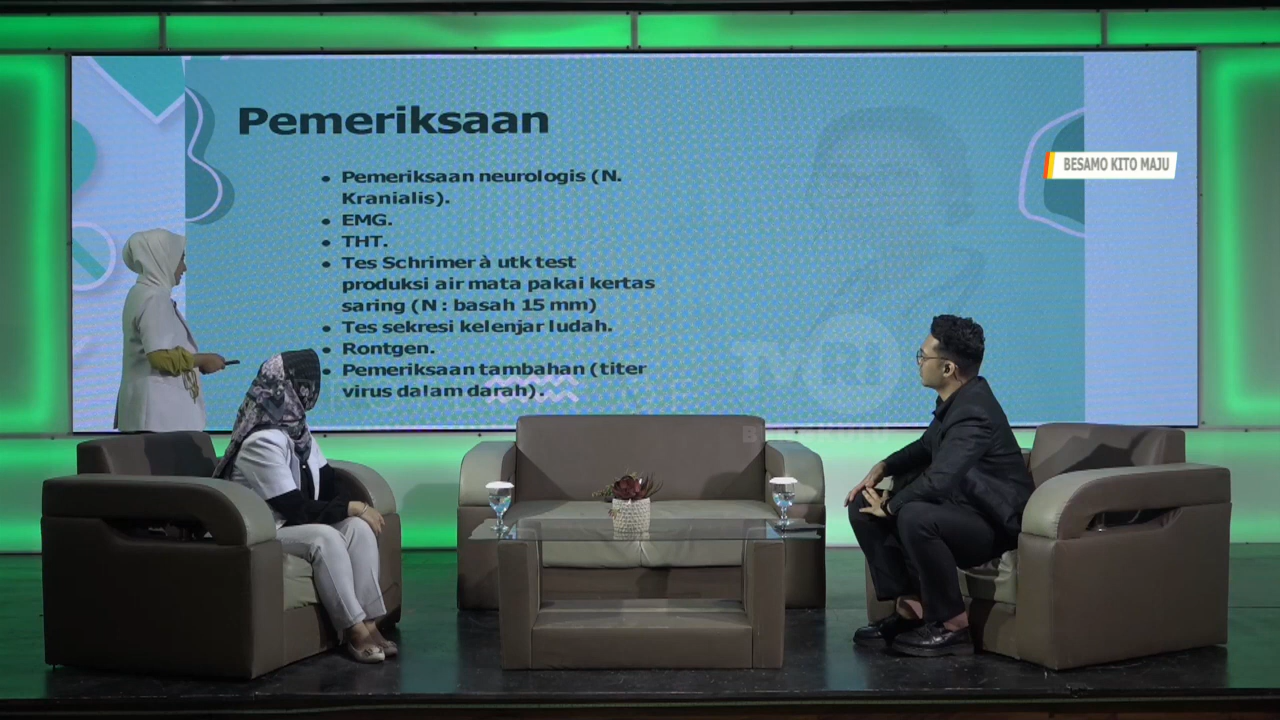 Pemeriksaan
BESAMO KITO MAJU
• Pemeriksaan neurologis (N.
Kranialis).
• EMG.
• THT.
• Tes Schrimer à utk test
produksi air mata pakai kertas
saring (N : basah 15 mm)
• Tes sekresi kelenjar ludah.
• Rontgen.
• Pemeriksaan tambahan (titer
virus dalam darah).